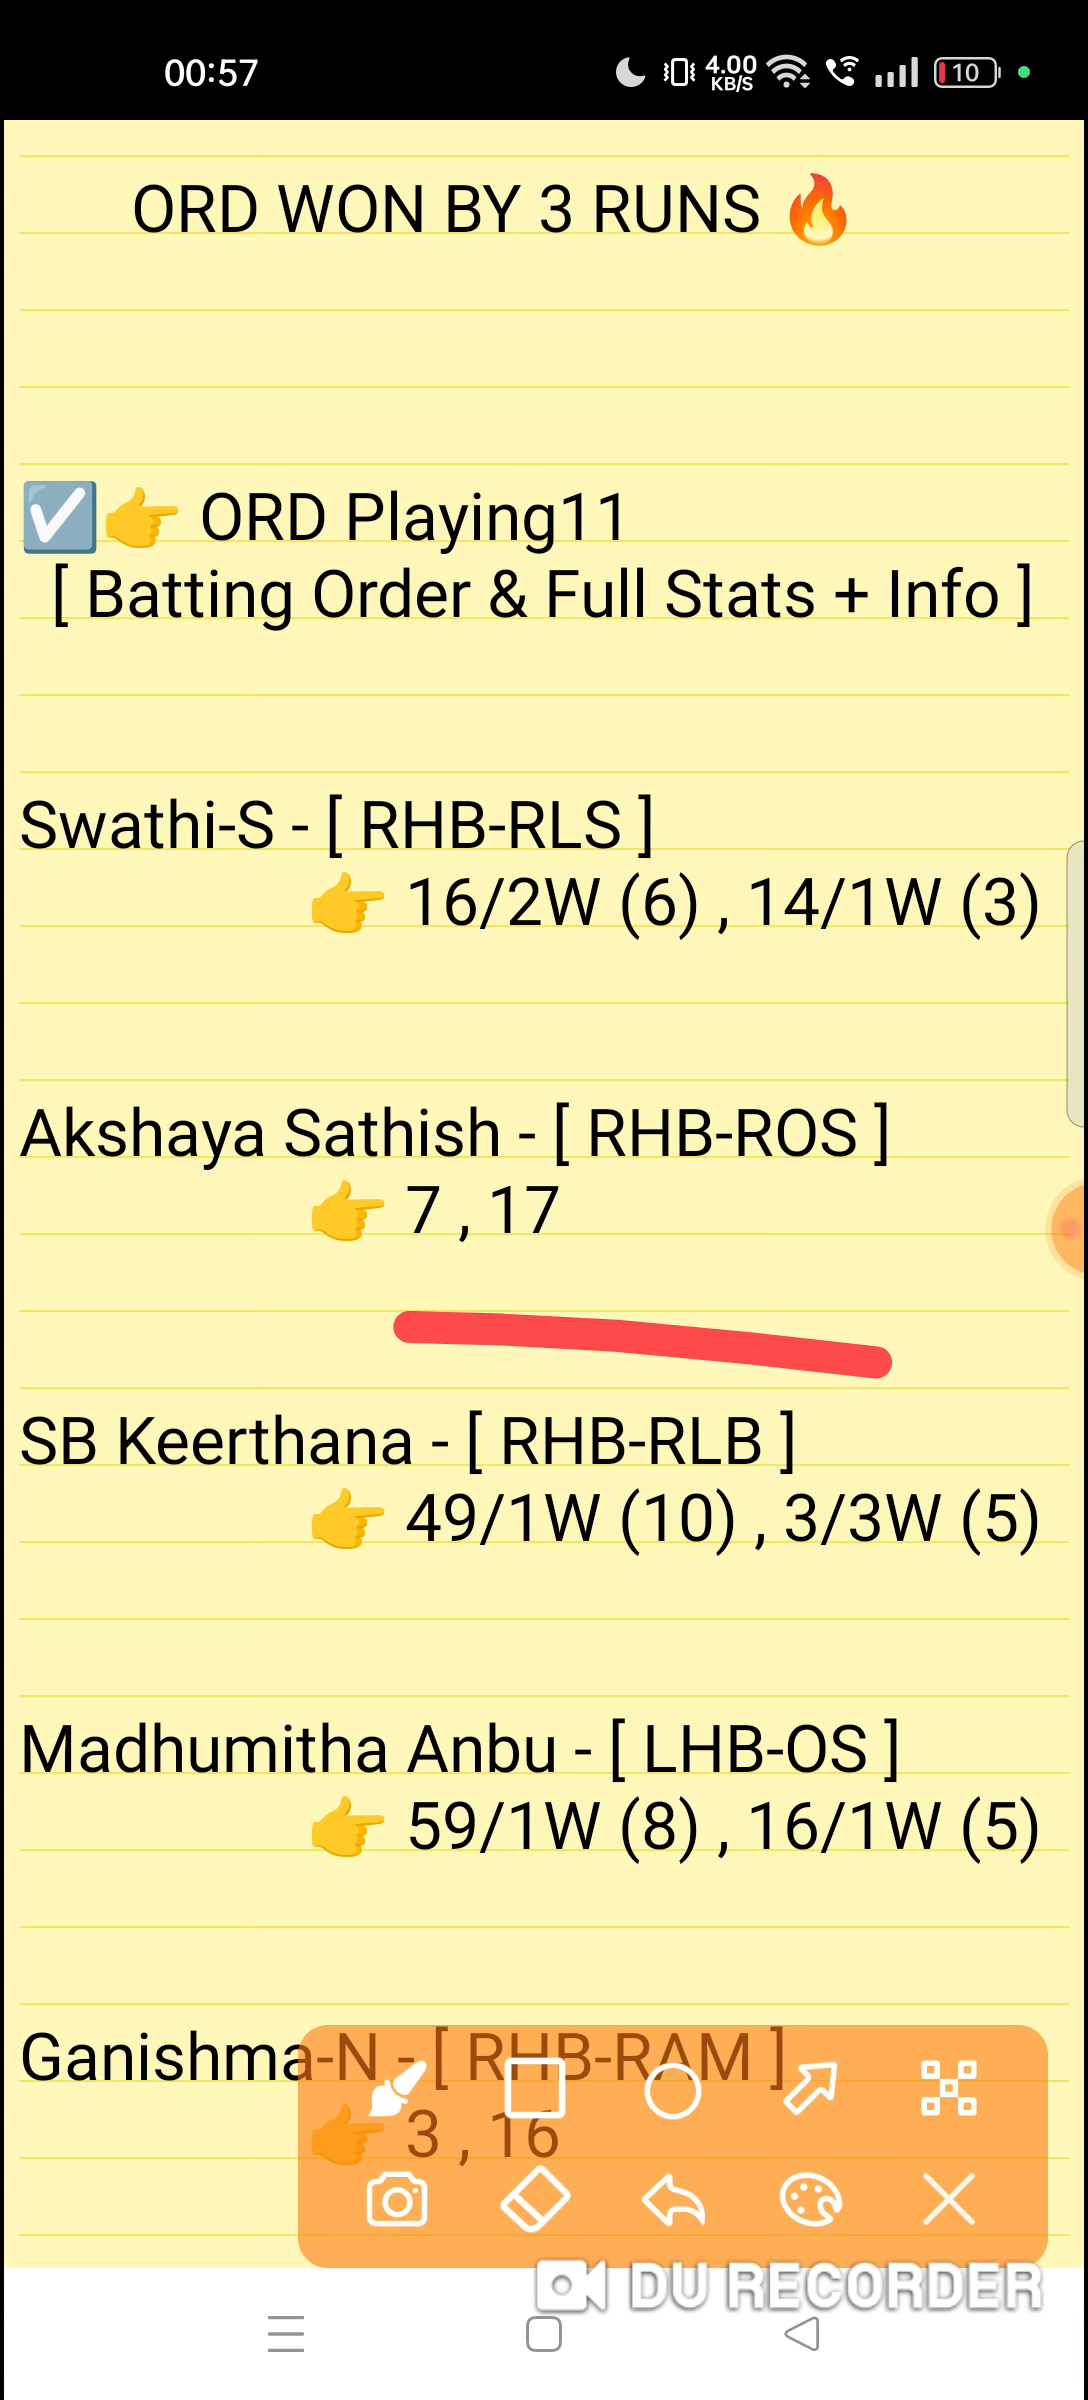 00:57 4.00 KB/S 10
ORD WON BY 3 RUNS 🔥
☑👉 ORD Playing11
[ Batting Order & Full Stats + Info ]
Swathi-S - [ RHB-RLS ]
👉 16/2W (6) , 14/1W (3)
Akshaya Sathish - [ RHB-ROS ]
👉 7 , 17
SB Keerthana - [ RHB-RLB ]
👉 49/1W (10) , 3/3W (5)
Madhumitha Anbu - [ LHB-OS ]
👉 59/1W (8) , 16/1W (5)
Ganishma-N - [ RHB-RAM ]
👉 3 , 16
DU RECORDER